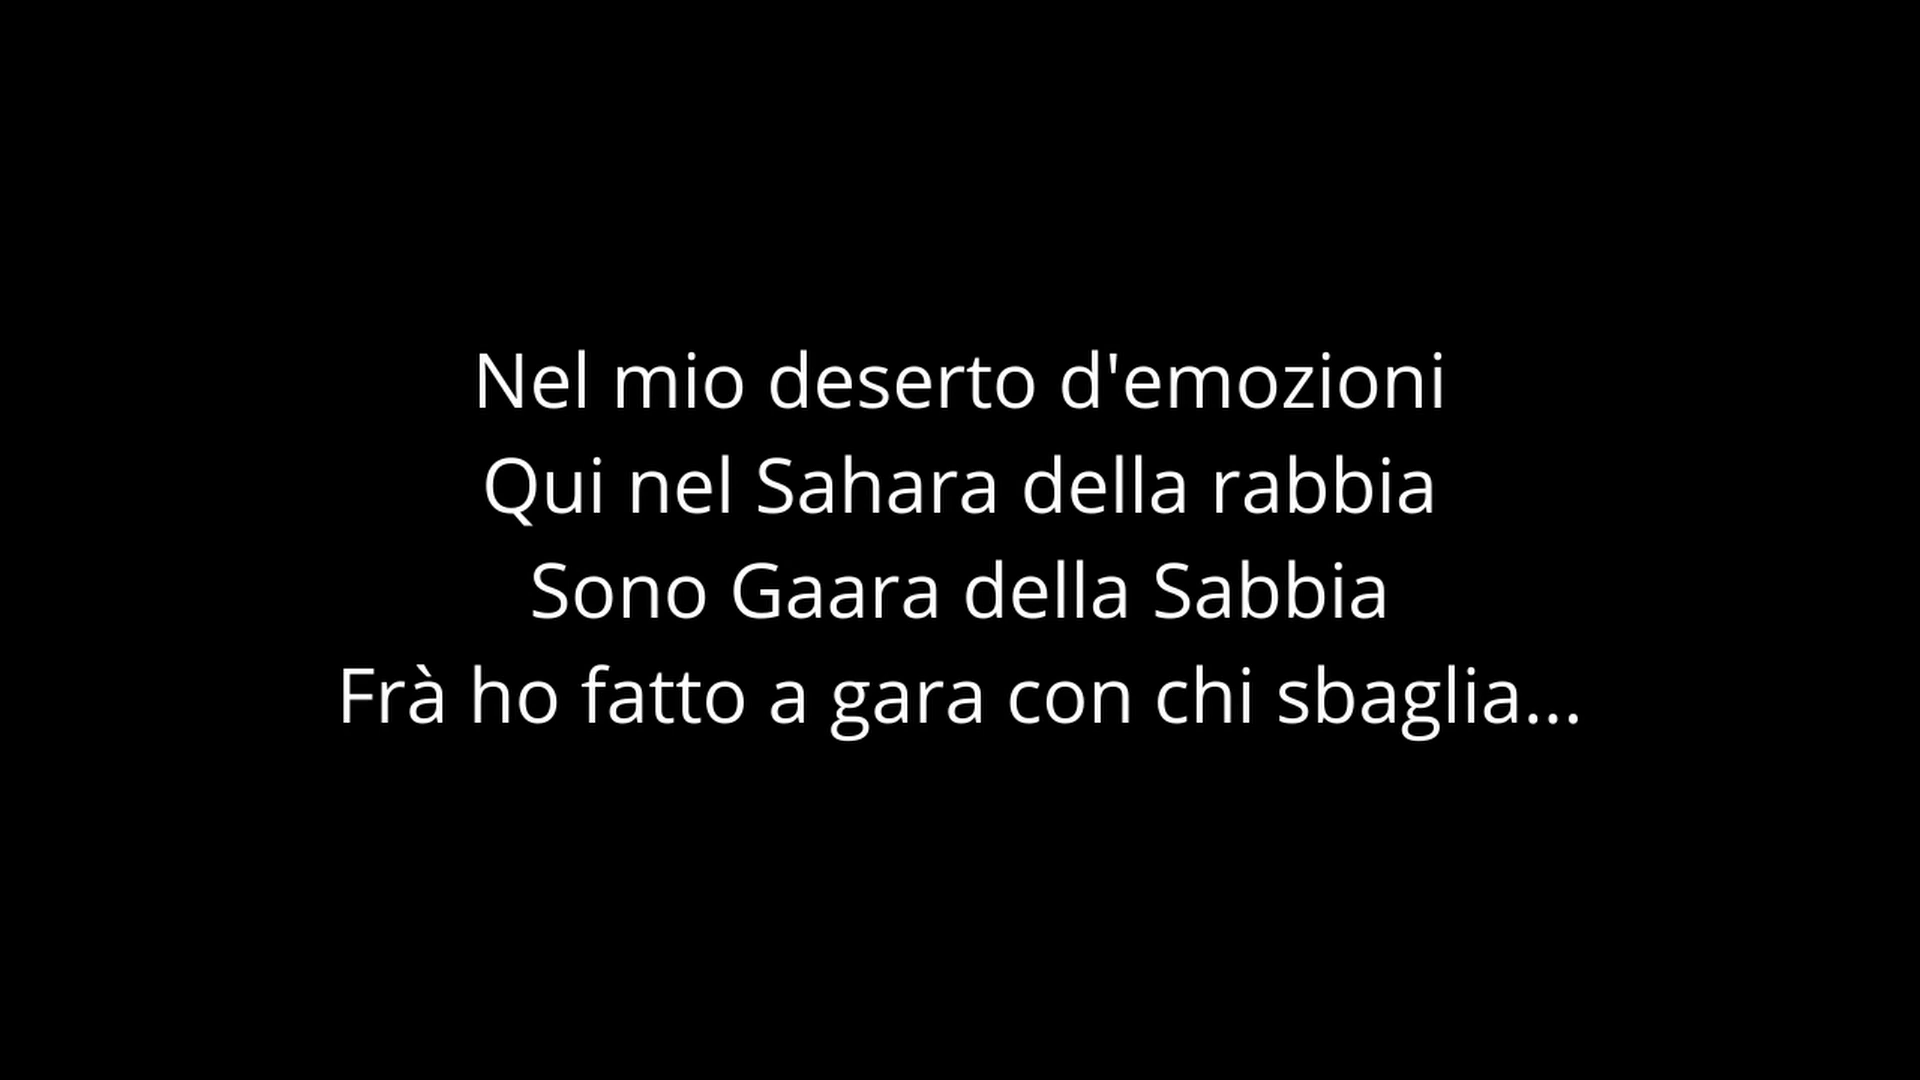 Nel mio deserto d'emozioni
Qui nel Sahara della rabbia
Sono Gaara della Sabbia
Frà ho fatto a gara con chi sbaglia...